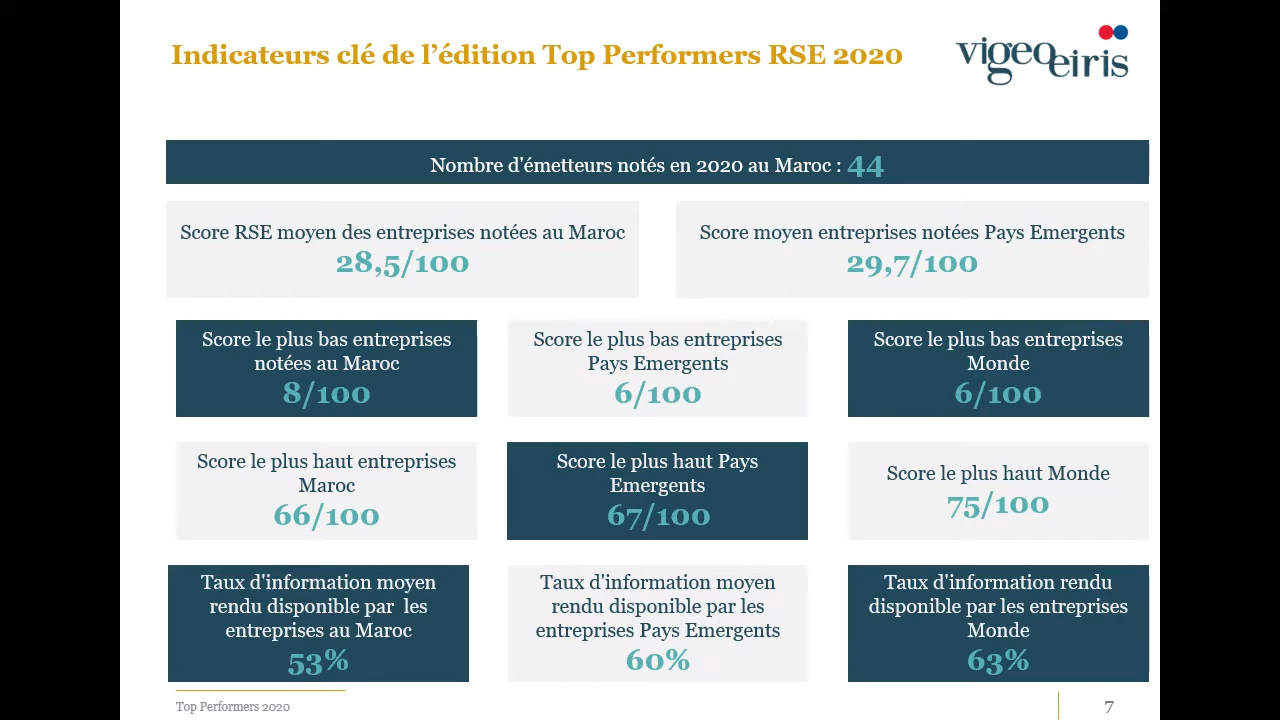 Indicateurs clé de l’édition Top Performers RSE 2020
vigeo
eiris
Nombre d'émetteurs notés en 2020 au Maroc : 44
Score RSE moyen des entreprises notées au Maroc
28,5/100
Score moyen entreprises notées Pays Emergents
29,7/100
Score le plus bas entreprises
notées au Maroc
8/100
Score le plus bas entreprises
Pays Emergents
6/100
Score le plus bas entreprises
Monde
6/100
Score le plus haut entreprises
Maroc
66/100
Score le plus haut Pays
Emergents
67/100
Score le plus haut Monde
75/100
Taux d'information moyen
rendu disponible par les
entreprises au Maroc
53%
Taux d'information moyen
rendu disponible par les
entreprises Pays Emergents
60%
Taux d'information rendu
disponible par les entreprises
Monde
63%
Top Performers 2020
7